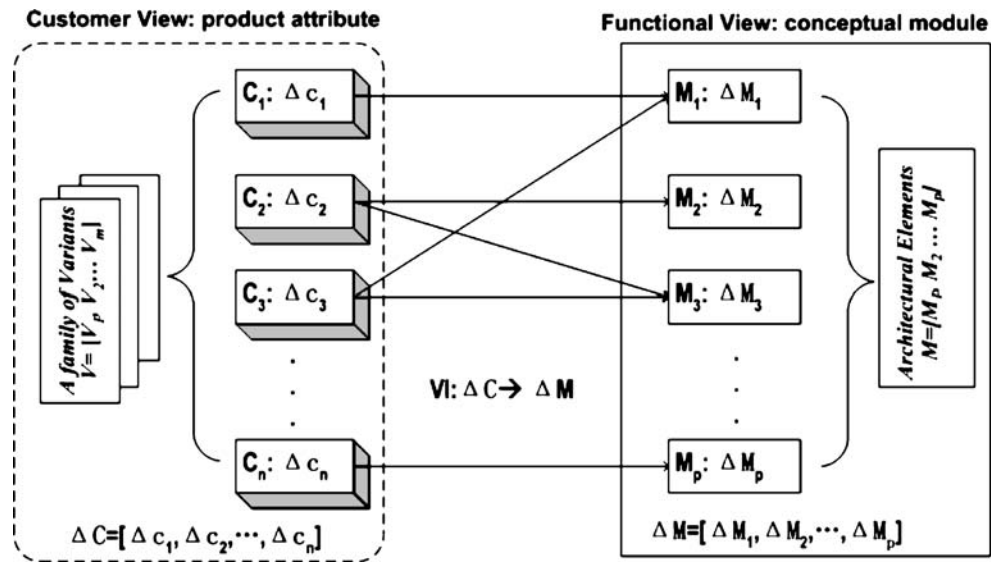 Customer View: product attribute
Functional View: conceptual module
C₁: Δ c₁
C₂: Δ c₂
C₃: Δ c₃
Cₙ: Δ cₙ
A family of Variants
V= [Vₚ V₂,... Vₘ]
VI: Δ C→ Δ M
M₁: Δ M₁
M₂: Δ M₂
M₃: Δ M₃
Mₚ: Δ Mₚ
Architectural Elements
M=[Mₚ, M₂ ... Mₚ]
Δ C=[ Δ c₁, Δ c₂,···, Δ cₙ]
Δ M=[ Δ M₁, Δ M₂,···, Δ Mₚ]